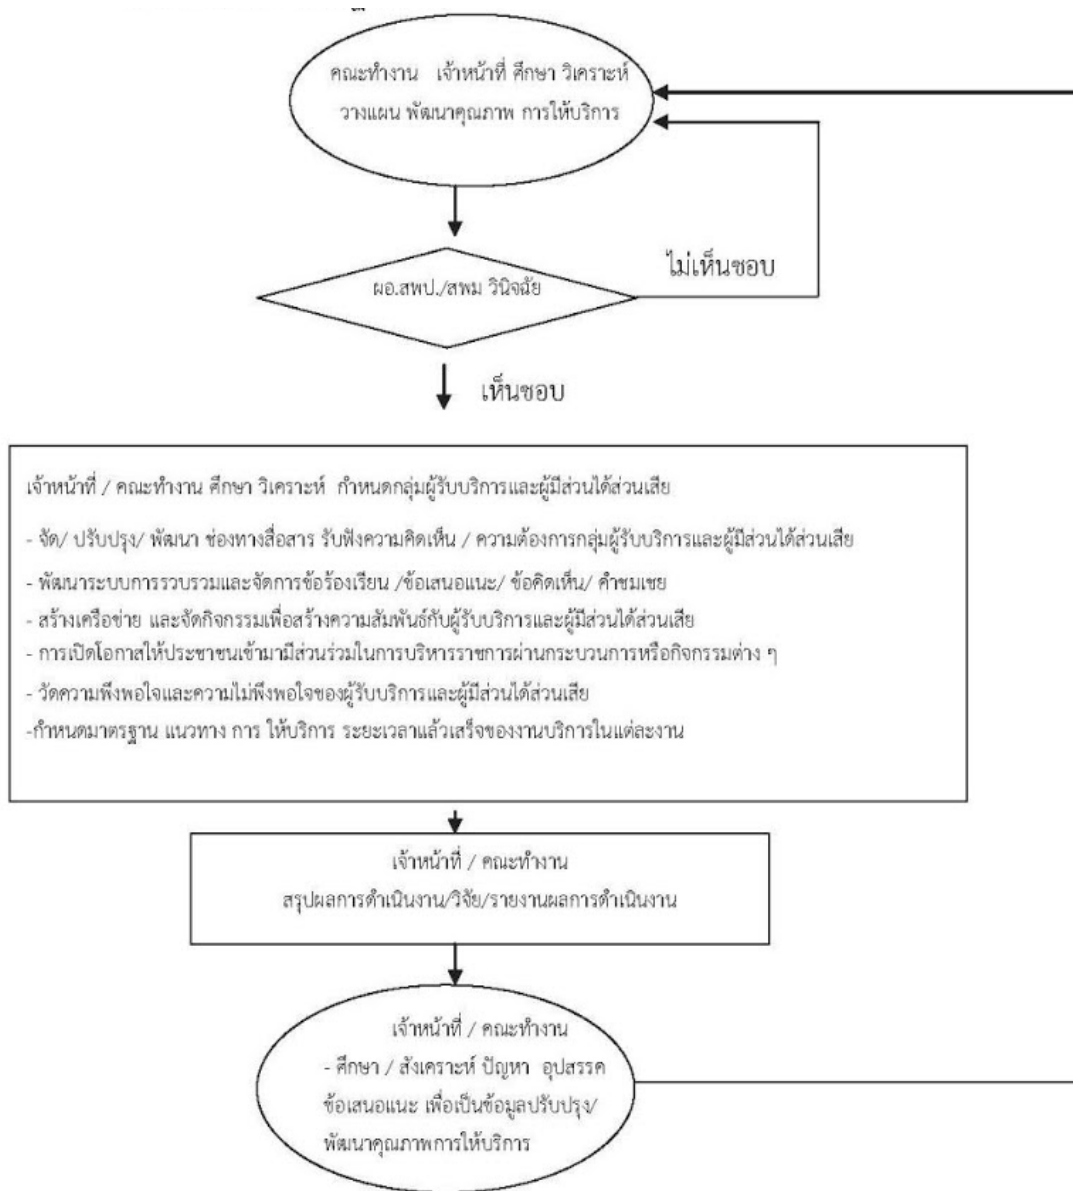 คณะทำงาน เจ้าหน้าที่ ศึกษา วิเคราะห์
วางแผน พัฒนาคุณภาพ การให้บริการ
ผอ.สพป./สพม วินิจฉัย
ไม่เห็นชอบ
เห็นชอบ
เจ้าหน้าที่ / คณะทำงาน ศึกษา วิเคราะห์ กำหนดกลุ่มผู้รับบริการและผู้มีส่วนได้ส่วนเสีย
- จัด/ ปรับปรุง/ พัฒนา ช่องทางสื่อสาร รับฟังความคิดเห็น / ความต้องการกลุ่มผู้รับบริการและผู้มีส่วนได้ส่วนเสีย
- พัฒนาระบบการรวบรวมและจัดการข้อร้องเรียน /ข้อเสนอแนะ/ ข้อคิดเห็น/ คำชมเชย
- สร้างเครือข่าย และจัดกิจกรรมเพื่อสร้างความสัมพันธ์กับผู้รับบริการและผู้มีส่วนได้ส่วนเสีย
- การเปิดโอกาสให้ประชาชนเข้ามามีส่วนร่วมในการบริหารราชการผ่านกระบวนการหรือกิจกรรมต่าง ๆ
- วัดความพึงพอใจและความไม่พึงพอใจของผู้รับบริการและผู้มีส่วนได้ส่วนเสีย
-กำหนดมาตรฐาน แนวทาง การ ให้บริการ ระยะเวลาแล้วเสร็จของงานบริการในแต่ละงาน
เจ้าหน้าที่ / คณะทำงาน
สรุปผลการดำเนินงาน/วิจัย/รายงานผลการดำเนินงาน
เจ้าหน้าที่ / คณะทำงาน
- ศึกษา / สังเคราะห์ ปัญหา อุปสรรค
ข้อเสนอแนะ เพื่อเป็นข้อมูลปรับปรุง/
พัฒนาคุณภาพการให้บริการ